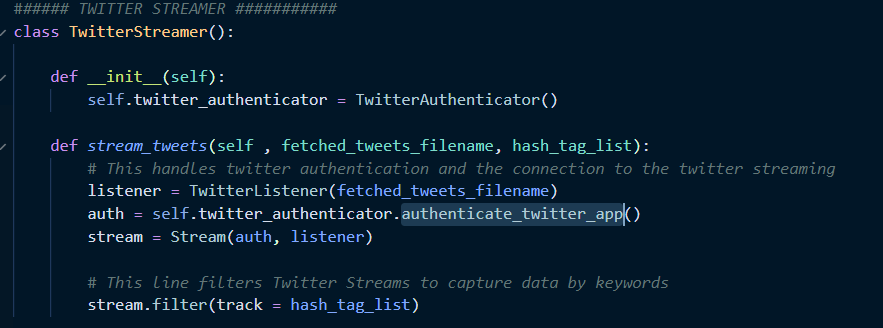 ###### TWITTER STREAMER ###########
class TwitterStreamer():
def __init__(self):
self.twitter_authenticator = TwitterAuthenticator()
def stream_tweets(self , fetched_tweets_filename, hash_tag_list):
# This handles twitter authentication and the connection to the twitter streaming
listener = TwitterListener(fetched_tweets_filename)
auth = self.twitter_authenticator.authenticate_twitter_app()
stream = Stream(auth, listener)
# This line filters Twitter Streams to capture data by keywords
stream.filter(track = hash_tag_list)